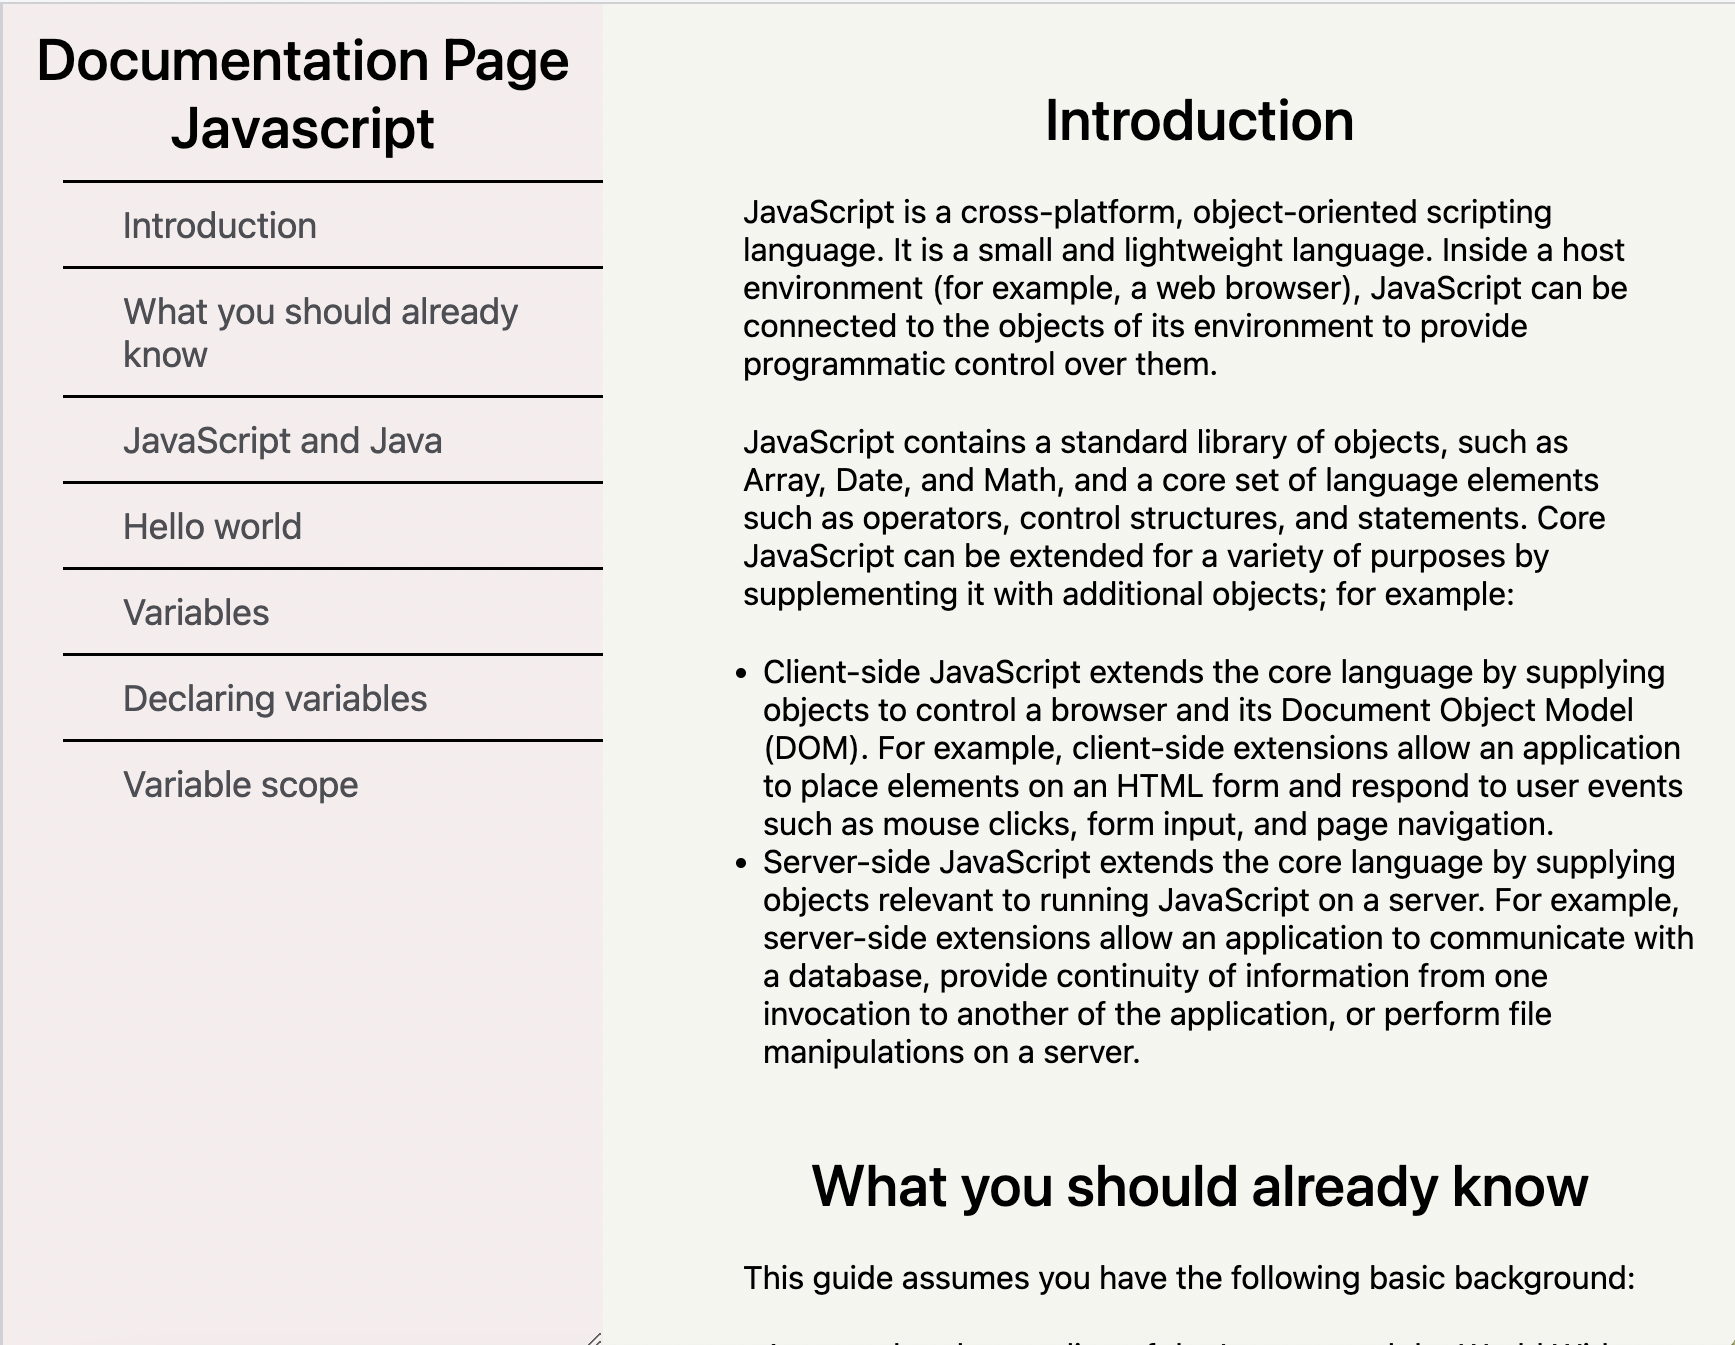 Documentation Page
Javascript
Introduction
What you should already
know
JavaScript and Java
Hello world
Variables
Declaring variables
Variable scope
Introduction
JavaScript is a cross-platform, object-oriented scripting
language. It is a small and lightweight language. Inside a host
environment (for example, a web browser), JavaScript can be
connected to the objects of its environment to provide
programmatic control over them.
JavaScript contains a standard library of objects, such as
Array, Date, and Math, and a core set of language elements
such as operators, control structures, and statements. Core
JavaScript can be extended for a variety of purposes by
supplementing it with additional objects; for example:
• Client-side JavaScript extends the core language by supplying
objects to control a browser and its Document Object Model
(DOM). For example, client-side extensions allow an application
to place elements on an HTML form and respond to user events
such as mouse clicks, form input, and page navigation.
• Server-side JavaScript extends the core language by supplying
objects relevant to running JavaScript on a server. For example,
server-side extensions allow an application to communicate with
a database, provide continuity of information from one
invocation to another of the application, or perform file
manipulations on a server.
What you should already know
This guide assumes you have the following basic background: